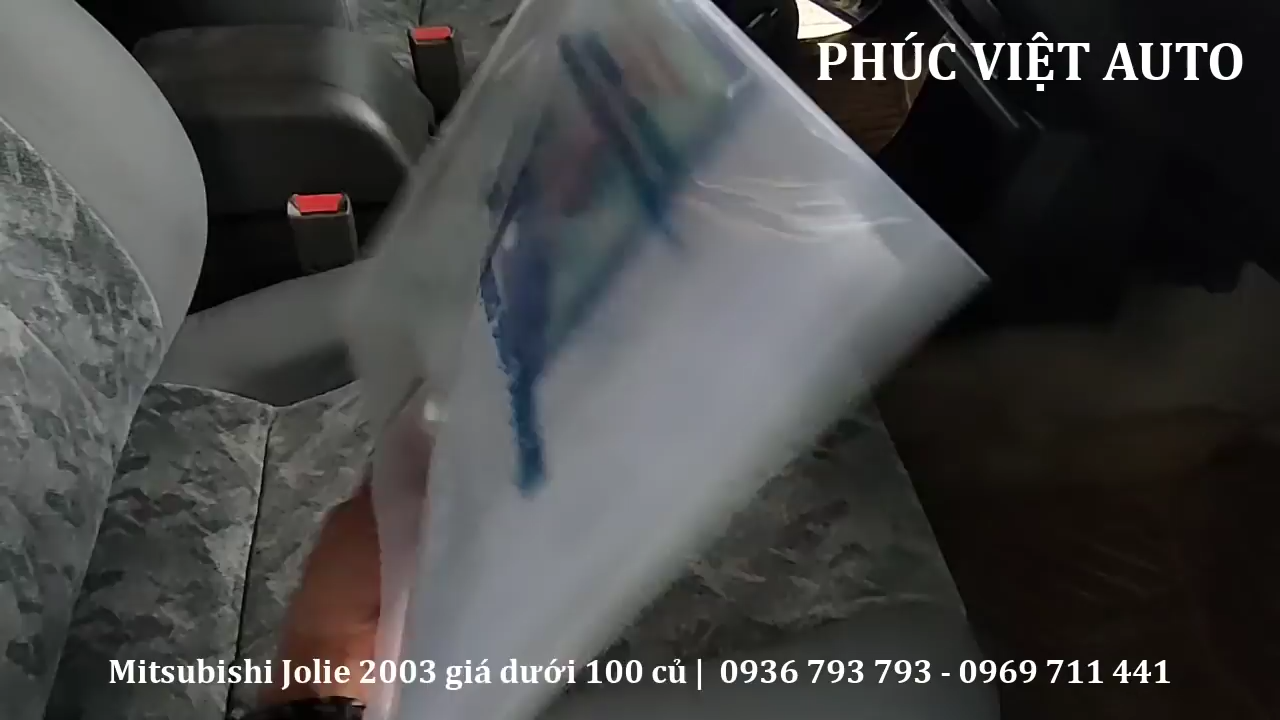 PHÚC VIỆT AUTO
Mitsubishi Jolie 2003 giá dưới 100 củ | 0936 793 793 - 0969 711 441